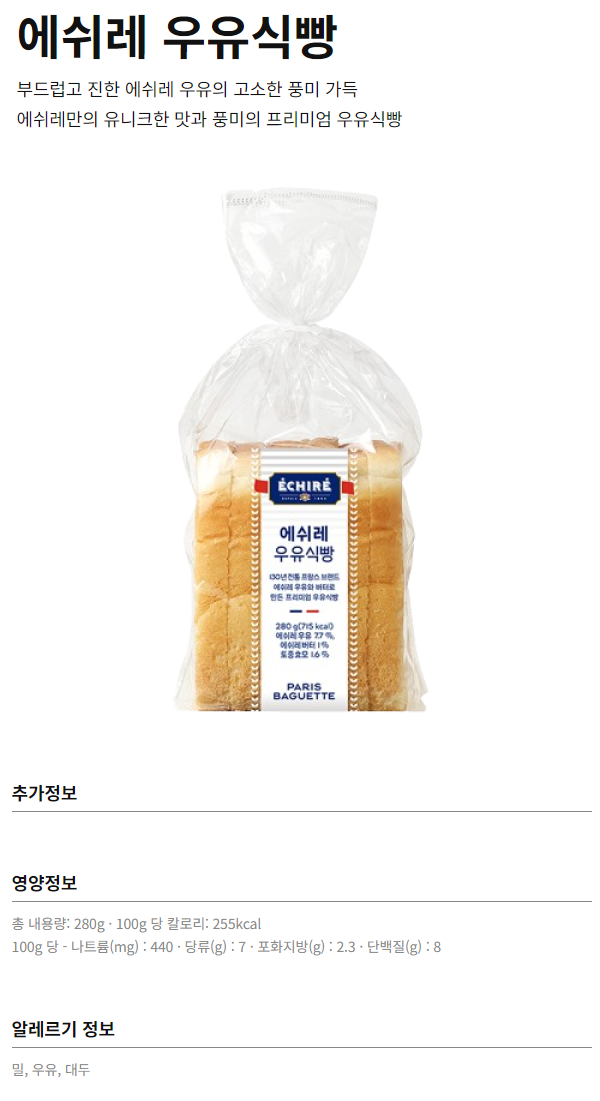 에쉬레 우유식빵
부드럽고 진한 에쉬레 우유의 고소한 풍미 가득
에쉬레만의 유니크한 맛과 풍미의 프리미엄 우유식빵
ÉCHIRÉ
에쉬레
우유식빵
130년 전통 프랑스 브랜드
에쉬레 우유와 버터로
만든 프리미엄 우유식빵
280 g(715 kcal)
에쉬레 우유 7.7 %,
에쉬레 버터 1 %
토종효모 1.6 %
PARIS
BAGUETTE
추가정보
영양정보
총 내용량: 280g · 100g 당 칼로리: 255kcal
100g 당 - 나트륨(mg) : 440 · 당류(g) : 7 · 포화지방(g) : 2.3 · 단백질(g) : 8
알레르기 정보
밀, 우유, 대두